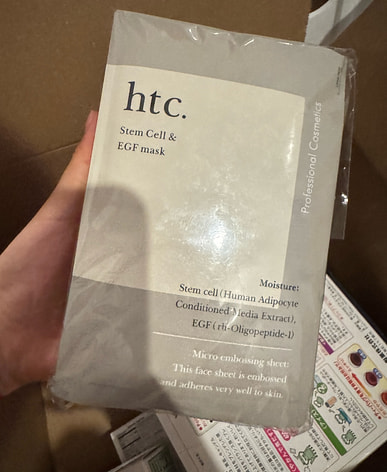 htc.
Stem Cell &
EGF mask
Professional Cosmetics
Moisture:
Stem cell (Human Adipocyte
Conditioned Media Extract),
EGF ( rh-Oligopeptide-1)
Micro embossing sheet:
This face sheet is embossed
and adheres very well to skin.